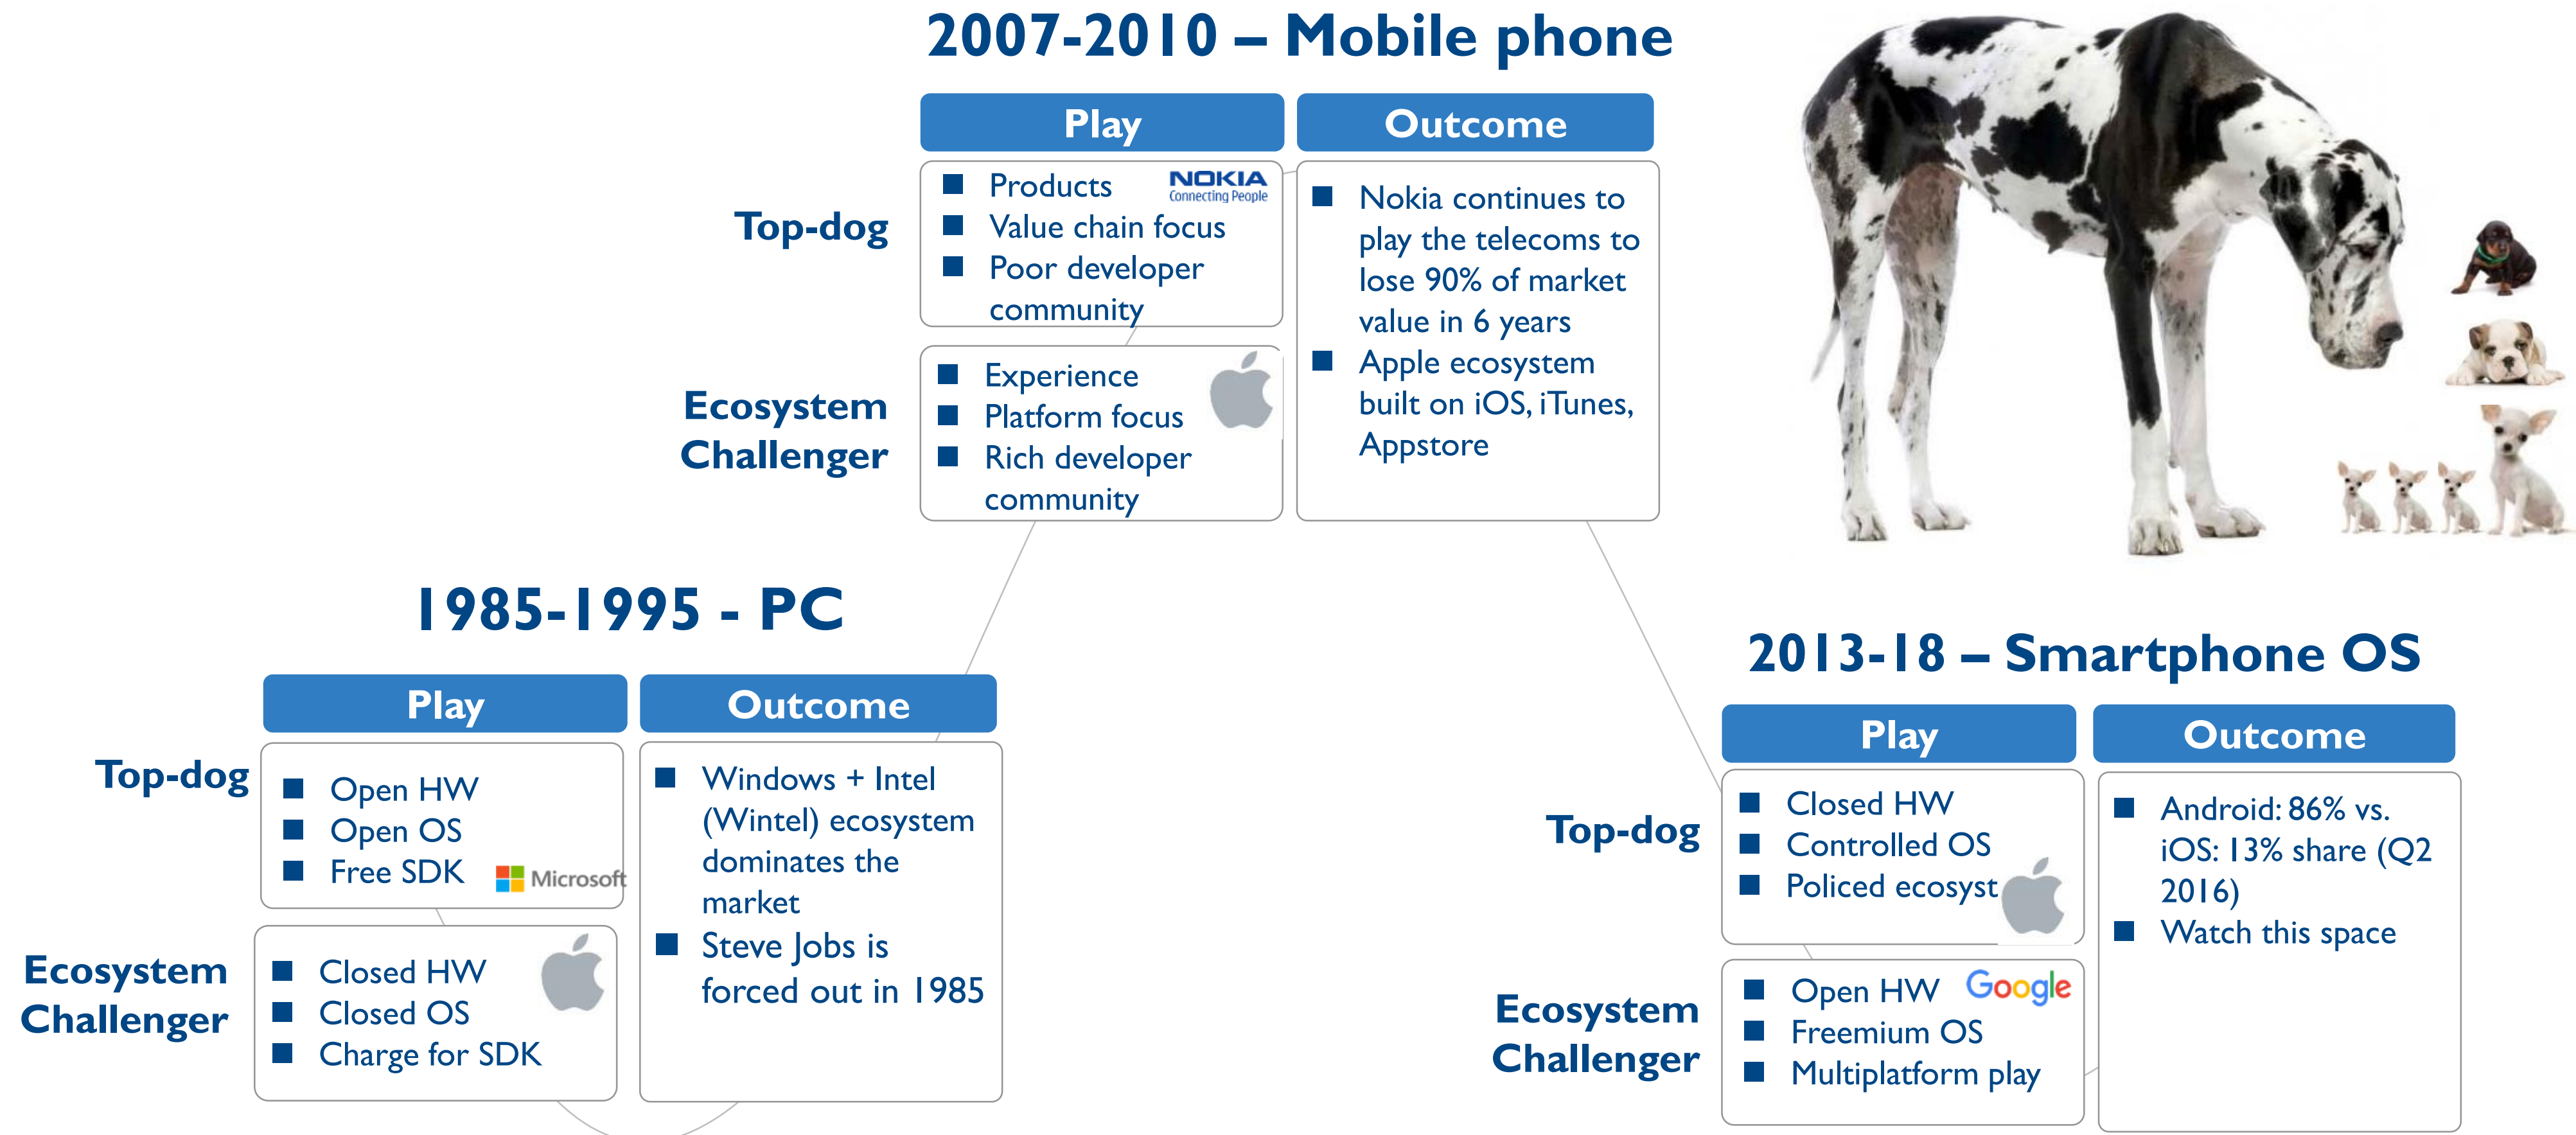 2007-2010 – Mobile phone
Play
Outcome
Top-dog
Products
Value chain focus
Poor developer
community
NOKIA
Connecting People
Ecosystem
Challenger
Experience
Platform focus
Rich developer
community
Nokia continues to
play the telecoms to
lose 90% of market
value in 6 years
Apple ecosystem
built on iOS, iTunes,
Appstore
1985-1995 - PC
Play
Outcome
Top-dog
Open HW
Open OS
Free SDK
Microsoft
Ecosystem
Challenger
Closed HW
Closed OS
Charge for SDK
Windows + Intel
(Wintel) ecosystem
dominates the
market
Steve Jobs is
forced out in 1985
2013-18 – Smartphone OS
Play
Outcome
Top-dog
Closed HW
Controlled OS
Policed ecosyst
Ecosystem
Challenger
Open HW
Google
Freemium OS
Multiplatform play
Android: 86% vs.
iOS: 13% share (Q2
2016)
Watch this space